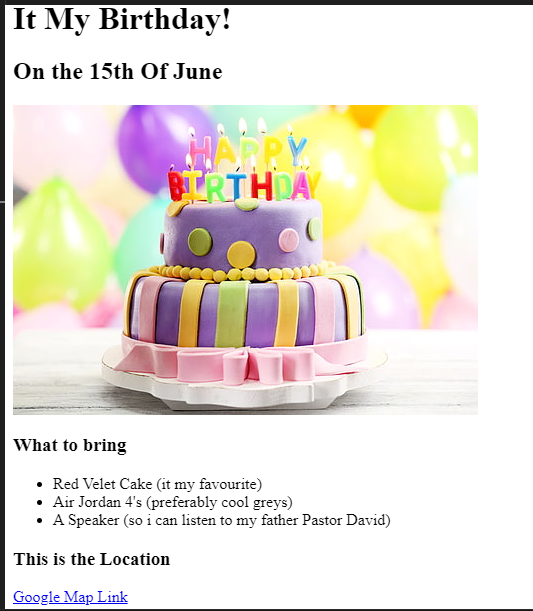 It My Birthday!
On the 15th Of June
HAPPY
BIRTHDAY
What to bring
Red Velet Cake (it my favourite)
Air Jordan 4's (preferably cool greys)
A Speaker (so i can listen to my father Pastor David)
This is the Location
Google Map Link